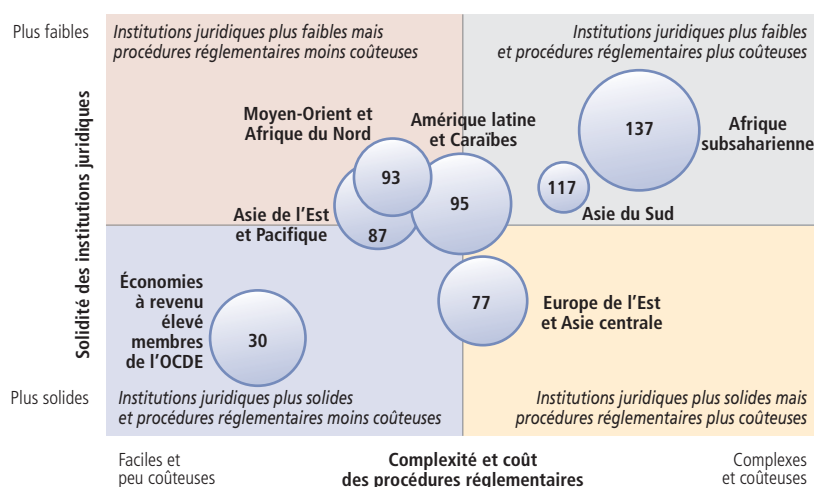 Plus faibles
Institutions juridiques plus faibles mais
procédures réglementaires moins coûteuses
Institutions juridiques plus faibles
et procédures réglementaires plus coûteuses
Solidité des institutions juridiques
Moyen-Orient et
Afrique du Nord
93
Amérique latine
et Caraïbes
95
137
Afrique
subsaharienne
117
Asie du Sud
Asie de l'Est
et Pacifique
87
Économies
à revenu
élevé
membres
de l'OCDE
30
77
Europe de l'Est
et Asie centrale
Plus solides
Institutions juridiques plus solides
et procédures réglementaires moins coûteuses
Institutions juridiques plus solides mais
procédures réglementaires plus coûteuses
Faciles et
peu coûteuses
Complexité et coût
des procédures réglementaires
Complexes
et coûteuses